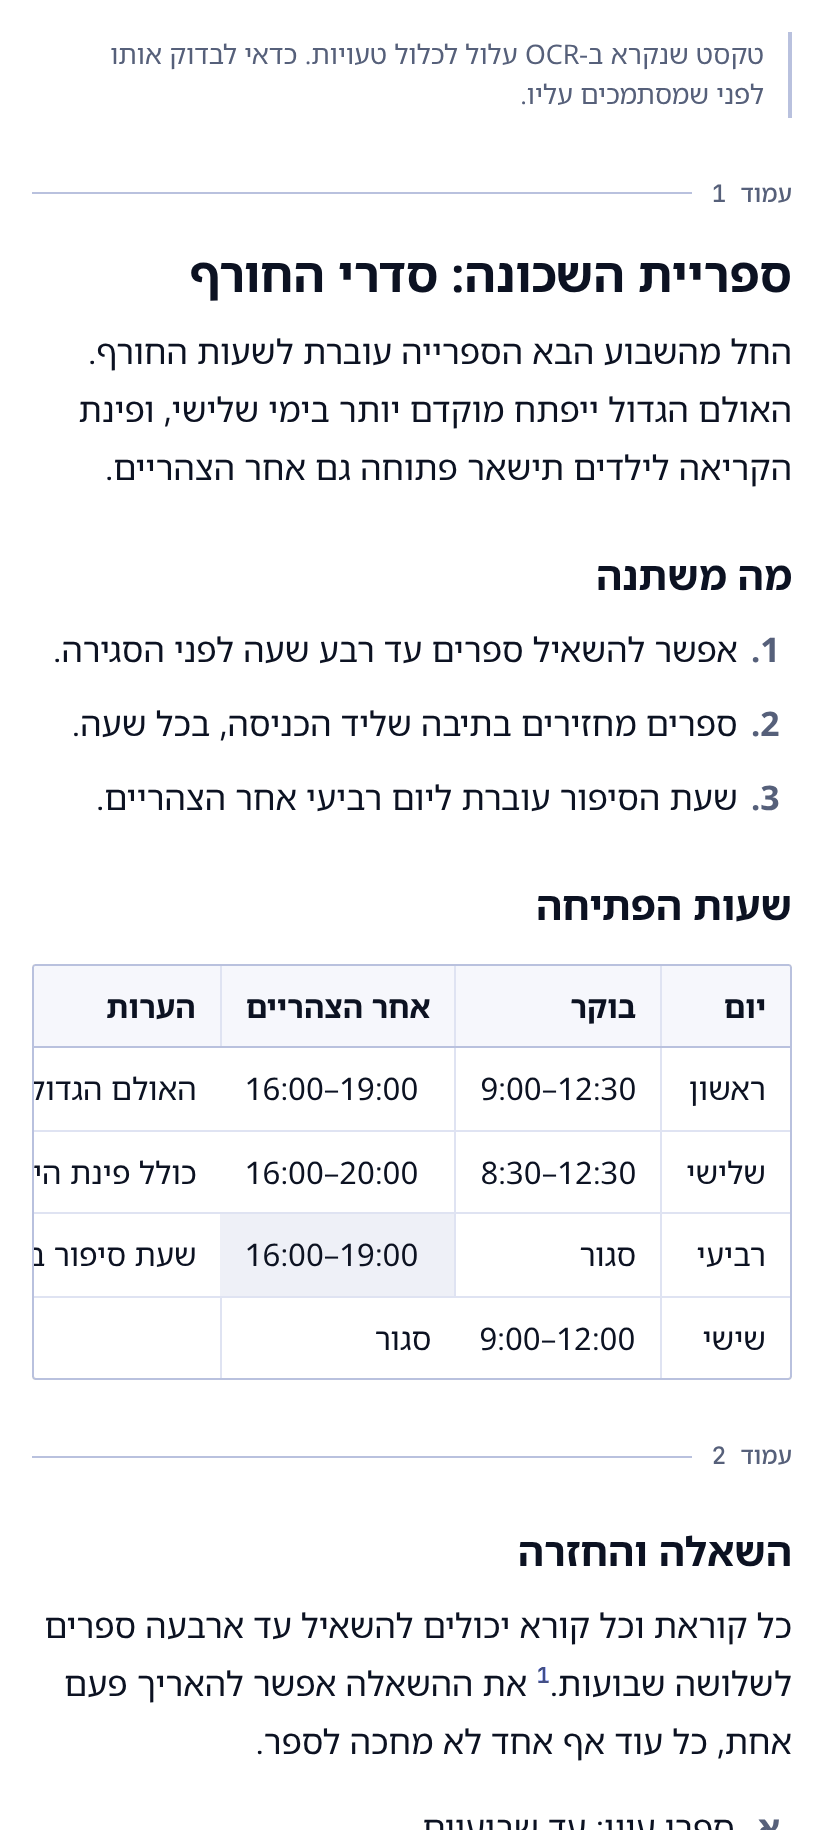 טקסט שנקרא ב-OCR עלול לכלול טעויות. כדאי לבדוק אותו
לפני שמסתמכים עליו.
עמוד 1
ספריית השכונה: סדרי החורף
החל מהשבוע הבא הספרייה עוברת לשעות החורף.
האולם הגדול ייפתח מוקדם יותר בימי שלישי, ופינת
הקריאה לילדים תישאר פתוחה גם אחר הצהריים.
מה משתנה
1. אפשר להשאיל ספרים עד רבע שעה לפני הסגירה.
2. ספרים מחזירים בתיבה שליד הכניסה, בכל שעה.
3. שעת הסיפור עוברת ליום רביעי אחר הצהריים.
שעות הפתיחה
יום בוקר אחר הצהריים הערות
ראשון 9:00–12:30 16:00–19:00 האולם הגדול
שלישי 8:30–12:30 16:00–20:00 כולל פינת
רביעי סגור 16:00–19:00 שעת סיפור
שישי 9:00–12:00 סגור
עמוד 2
השאלה והחזרה
כל קוראת וכל קורא יכולים להשאיל עד ארבעה ספרים
לשלושה שבועות.1 את ההשאלה אפשר להאריך פעם
אחת, כל עוד אף אחד לא מחכה לספר.